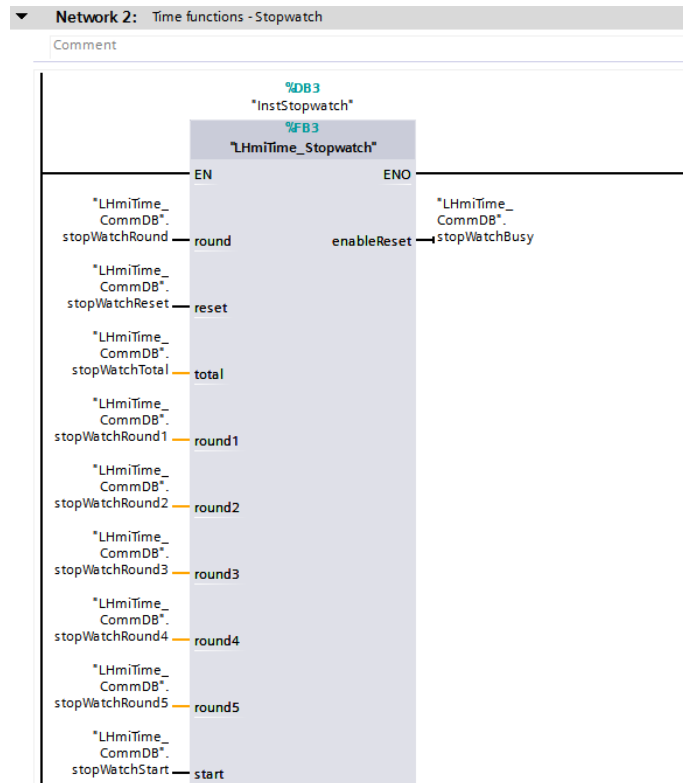 Network 2: Time functions - Stopwatch
Comment
%DB3
"InstStopwatch"
%FB3
"LHmiTime_Stopwatch"
EN ENO
"LHmiTime_
CommDB".
stopWatchRound round
"LHmiTime_
CommDB".
enableReset stopWatchBusy
"LHmiTime_
CommDB".
stopWatchReset reset
"LHmiTime_
CommDB".
stopWatchTotal total
"LHmiTime_
CommDB".
stopWatchRound1 round1
"LHmiTime_
CommDB".
stopWatchRound2 round2
"LHmiTime_
CommDB".
stopWatchRound3 round3
"LHmiTime_
CommDB".
stopWatchRound4 round4
"LHmiTime_
CommDB".
stopWatchRound5 round5
"LHmiTime_
CommDB".
stopWatchStart start